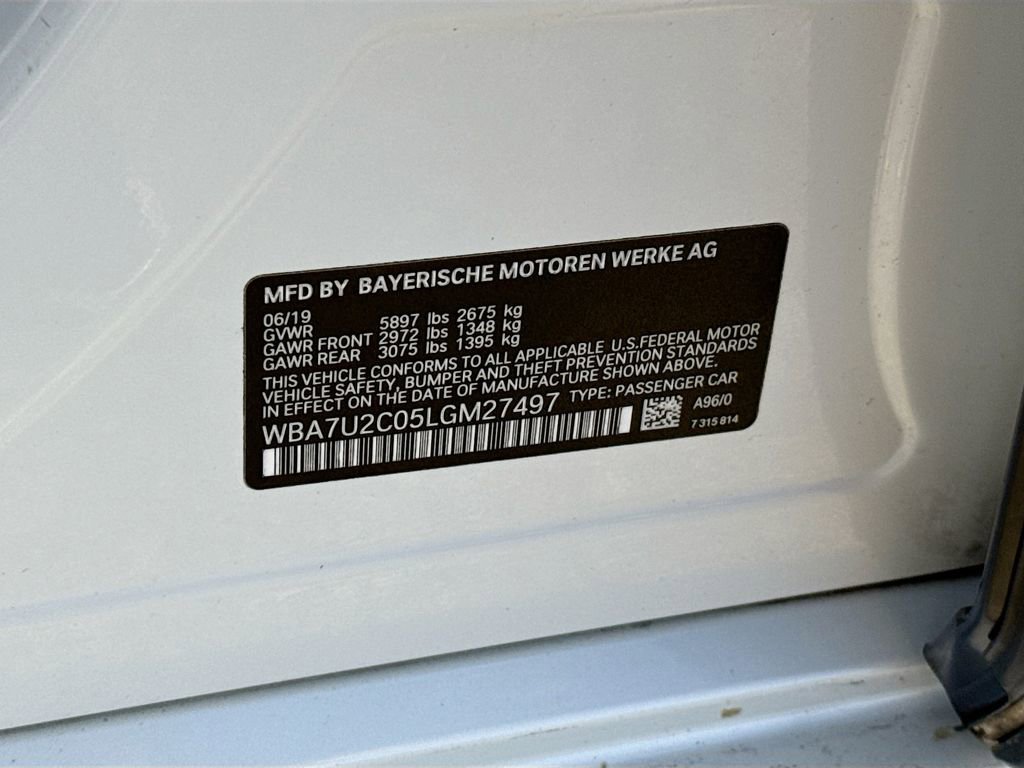 MFD BY BAYERISCHE MOTOREN WERKE AG
06/19
GVWR 5897 lbs 2675 kg
GAWR FRONT 2972 lbs 1348 kg
GAWR REAR 3075 lbs 1395 kg
THIS VEHICLE CONFORMS TO ALL APPLICABLE U.S.FEDERAL MOTOR
VEHICLE SAFETY, BUMPER AND THEFT PREVENTION STANDARDS
IN EFFECT ON THE DATE OF MANUFACTURE SHOWN ABOVE.
WBA7U2C05LGM27497 TYPE: PASSENGER CAR
A96/0
7 315 814